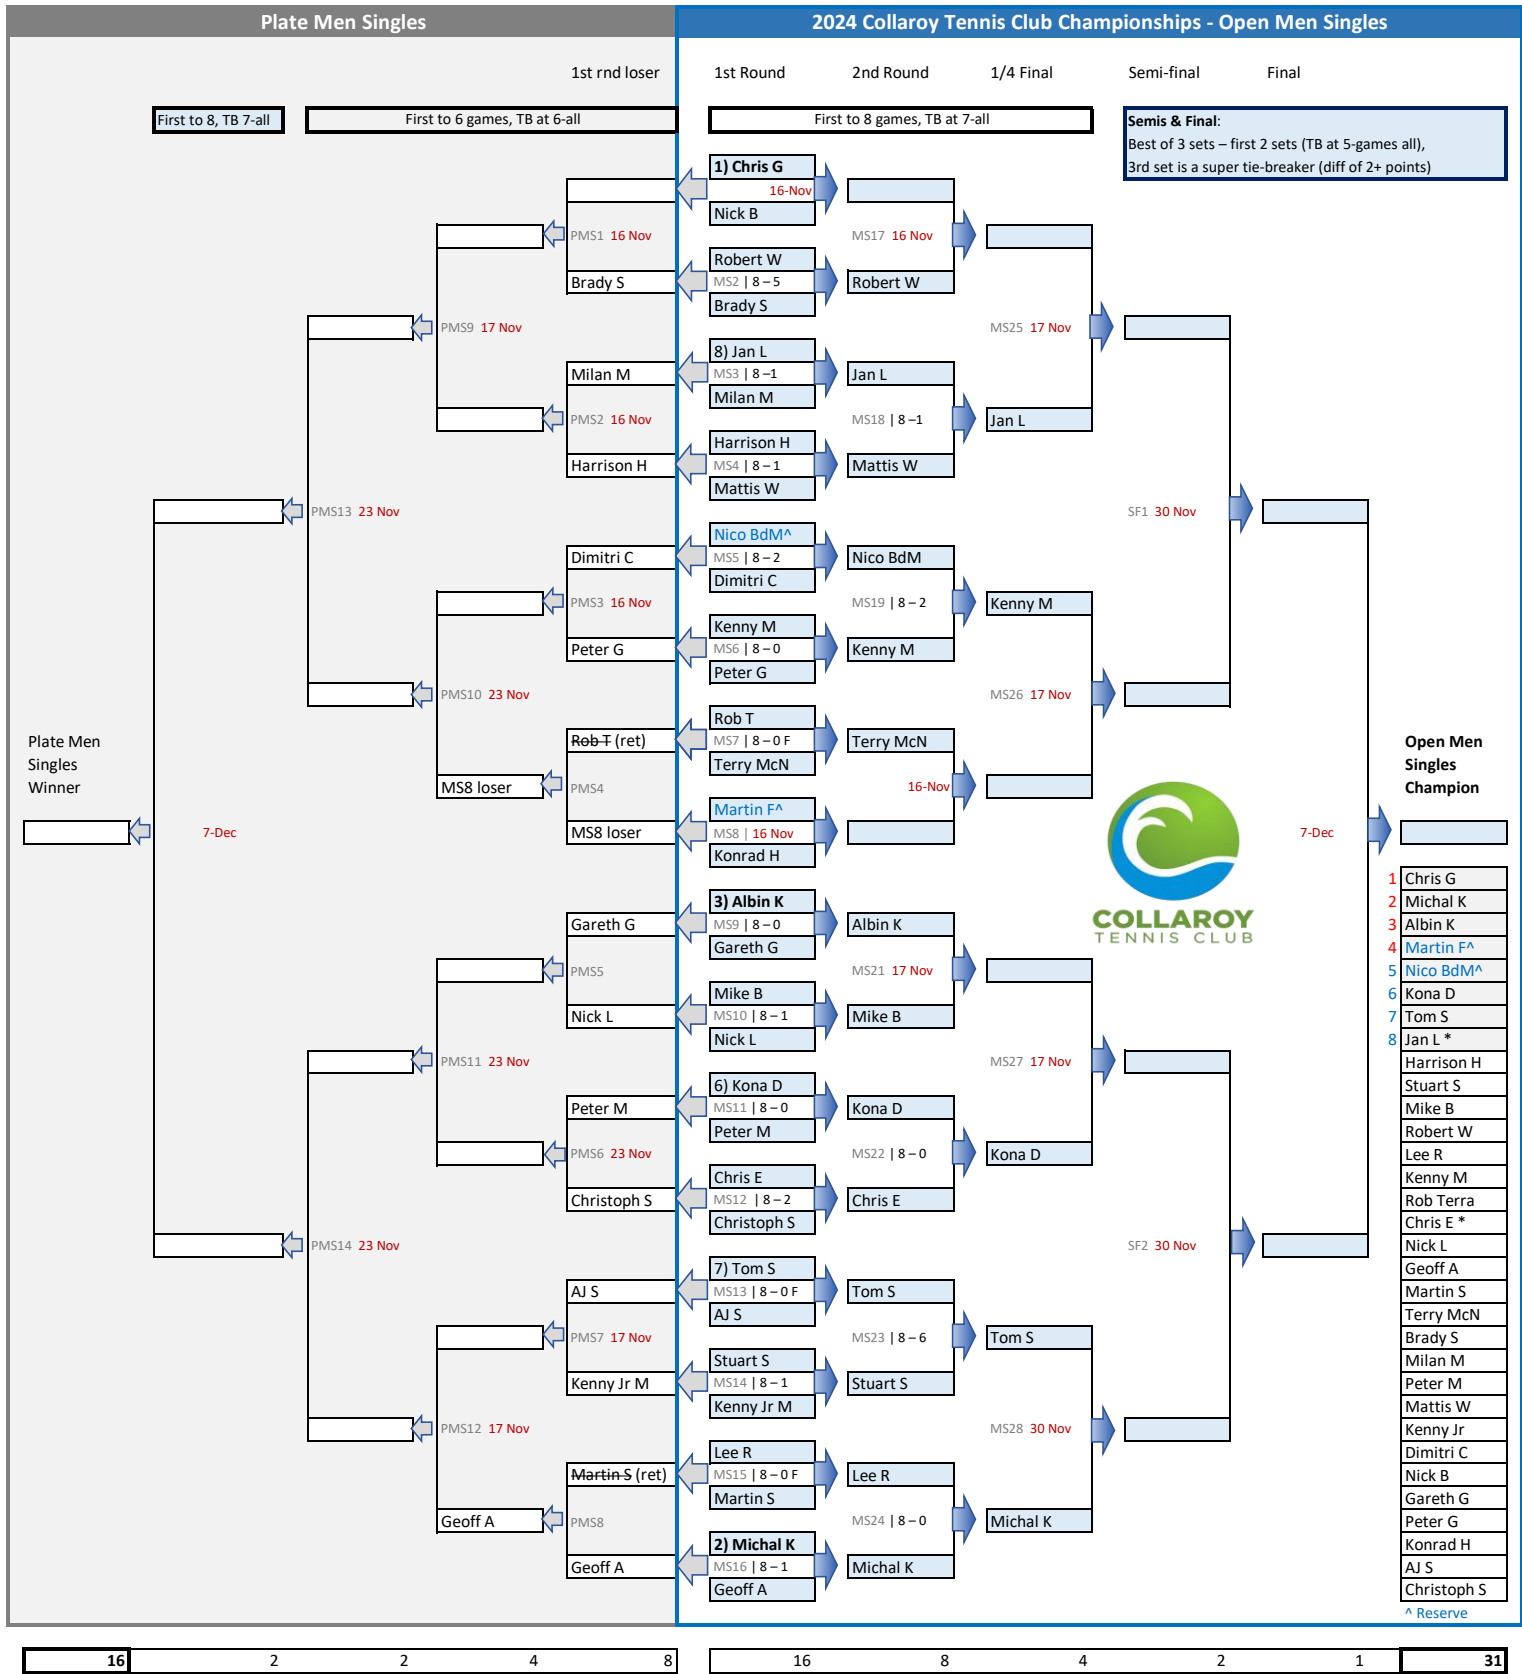 Plate Men Singles
2024 Collaroy Tennis Club Championships - Open Men Singles
1st rnd loser
1st Round
2nd Round
1/4 Final
Semi-final
Final
First to 8, TB 7-all
First to 6 games, TB at 6-all
First to 8 games, TB at 7-all
Semis & Final:
Best of 3 sets – first 2 sets (TB at 5-games all),
3rd set is a super tie-breaker (diff of 2+ points)
1) Chris G
16-Nov
Nick B
PMS1 16 Nov
MS17 16 Nov
Robert W
Brady S
MS2 | 8 – 5
Robert W
Brady S
PMS9 17 Nov
MS25 17 Nov
8) Jan L
Milan M
MS3 | 8 –1
Jan L
Milan M
PMS2 16 Nov
MS18 | 8 –1
Jan L
Harrison H
Harrison H
MS4 | 8 – 1
Mattis W
Mattis W
PMS13 23 Nov
SF1 30 Nov
Nico BdM^
Dimitri C
MS5 | 8 – 2
Nico BdM
Dimitri C
PMS3 16 Nov
MS19 | 8 – 2
Kenny M
Kenny M
Peter G
MS6 | 8 – 0
Kenny M
Peter G
PMS10 23 Nov
MS26 17 Nov
Rob T
Rob T (ret)
MS7 | 8 – 0 F
Terry McN
Terry McN
Plate Men
Singles
Winner
Open Men
Singles
Champion
MS8 loser
PMS4
16-Nov
Martin F^
MS8 loser
MS8 | 16 Nov
Konrad H
7-Dec
7-Dec
COLLAROY
TENNIS CLUB
3) Albin K
Gareth G
MS9 | 8 – 0
Albin K
Gareth G
PMS5
MS21 17 Nov
Mike B
Nick L
MS10 | 8 – 1
Mike B
Nick L
PMS11 23 Nov
MS27 17 Nov
6) Kona D
Peter M
MS11 | 8 – 0
Kona D
Peter M
PMS6 23 Nov
MS22 | 8 – 0
Kona D
Chris E
Christoph S
MS12 | 8 – 2
Chris E
Christoph S
PMS14 23 Nov
SF2 30 Nov
7) Tom S
AJ S
MS13 | 8 – 0 F
Tom S
AJ S
PMS7 17 Nov
MS23 | 8 – 6
Tom S
Stuart S
Kenny Jr M
MS14 | 8 – 1
Stuart S
Kenny Jr M
PMS12 17 Nov
MS28 30 Nov
Lee R
Martin S (ret)
MS15 | 8 – 0 F
Lee R
Martin S
Geoff A
PMS8
MS24 | 8 – 0
Michal K
2) Michal K
Geoff A
MS16 | 8 – 1
Michal K
Geoff A
1 Chris G
2 Michal K
3 Albin K
4 Martin F^
5 Nico BdM^
6 Kona D
7 Tom S
8 Jan L *
Harrison H
Stuart S
Mike B
Robert W
Lee R
Kenny M
Rob Terra
Chris E *
Nick L
Geoff A
Martin S
Terry McN
Brady S
Milan M
Peter M
Mattis W
Kenny Jr
Dimitri C
Nick B
Gareth G
Peter G
Konrad H
AJ S
Christoph S
^ Reserve
16 2 2 4 8
16 8 4 2 1 31